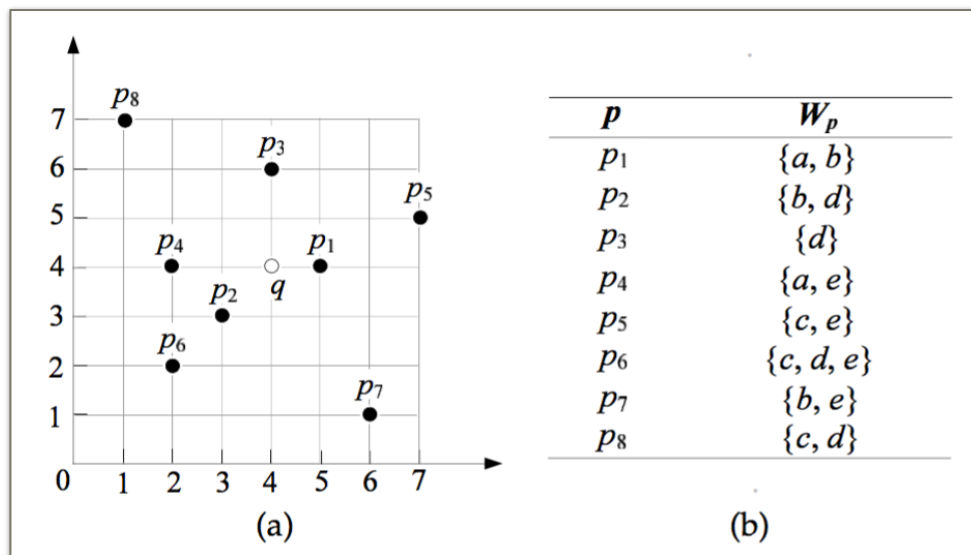 p8
7
p3
6
p5
5
p4
p1
4
q
p2
3
p6
2
p7
1
0 1 2 3 4 5 6 7
(a)
p Wp
p1 {a, b}
p2 {b, d}
p3 {d}
p4 {a, e}
p5 {c, e}
p6 {c, d, e}
p7 {b, e}
p8 {c, d}
(b)